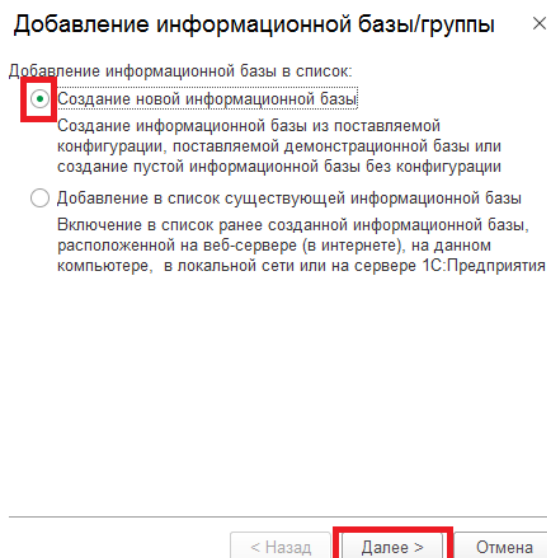 Добавление информационной базы/группы
Добавление информационной базы в список:
Создание новой информационной базы
Создание информационной базы из поставляемой
конфигурации, поставляемой демонстрационной базы или
создание пустой информационной базы без конфигурации
Добавление в список существующей информационной базы
Включение в список ранее созданной информационной базы,
расположенной на веб-сервере (в интернете), на данном
компьютере, в локальной сети или на сервере 1С:Предприятия
< Назад Далее > Отмена